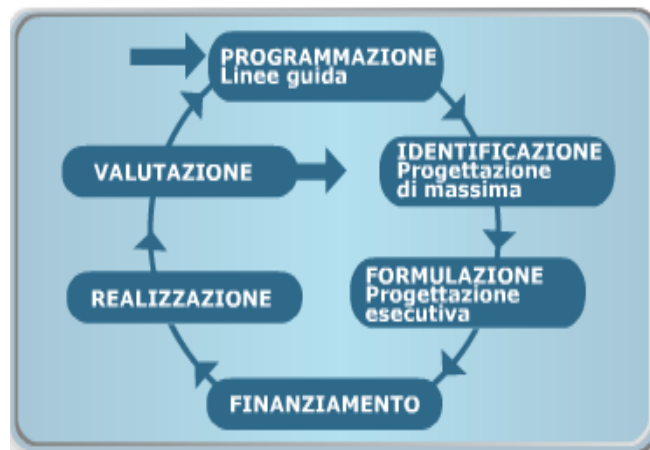 PROGRAMMAZIONE
Linee guida
IDENTIFICAZIONE
Progettazione
di massima
VALUTAZIONE
FORMULAZIONE
Progettazione
esecutiva
REALIZZAZIONE
FINANZIAMENTO